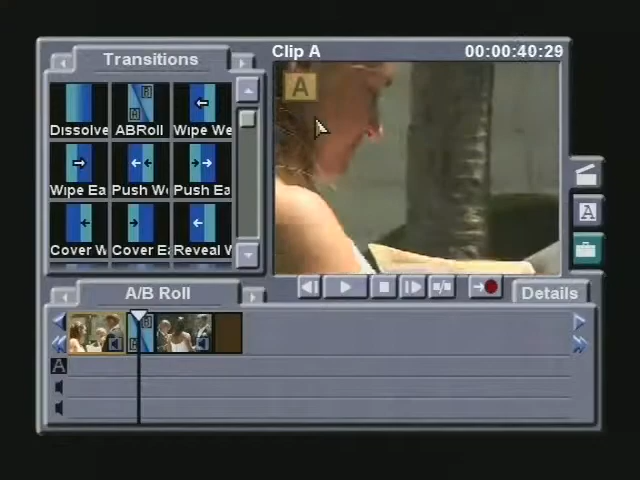 Transitions
Clip A
00:00:40:29
A
Dissolve
ABRoll
Wipe We
Wipe Ea
Push We
Push Ea
Cover W
Cover Ea
Reveal W
A
A/B Roll
Details
A